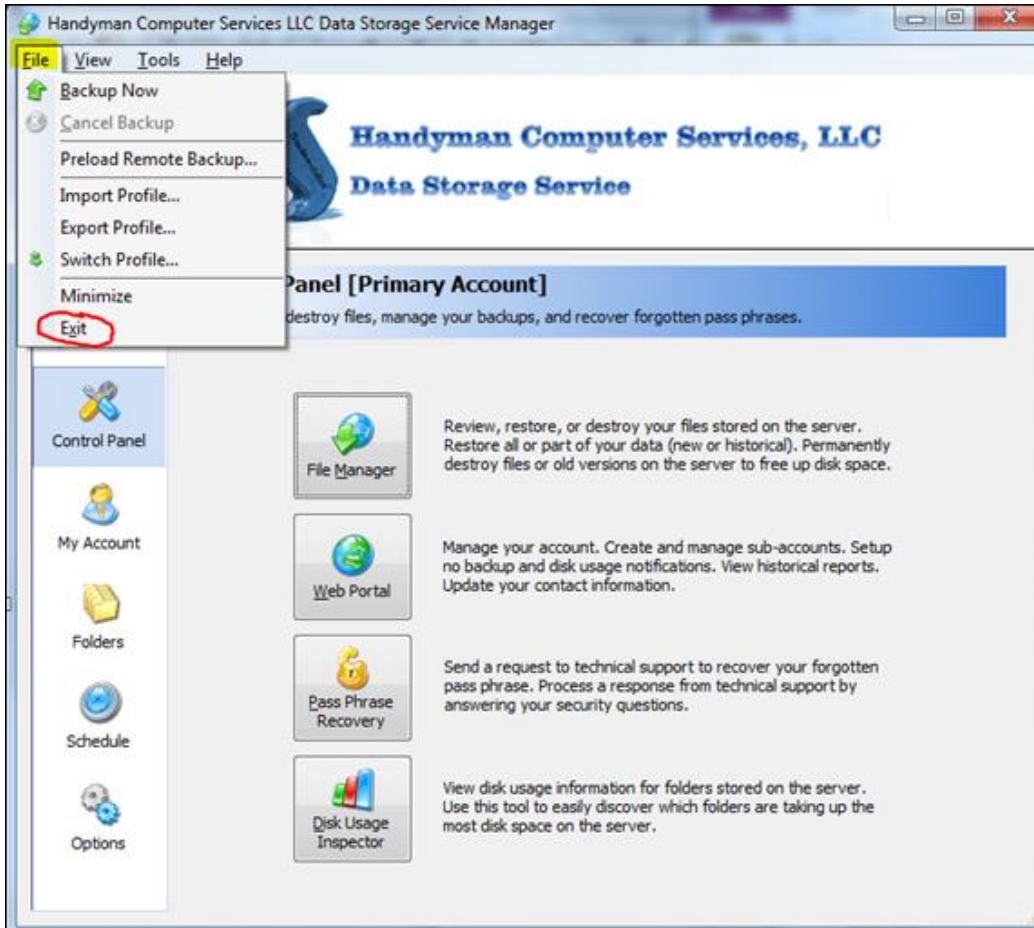 Handyman Computer Services LLC Data Storage Service Manager
File View Tools Help
Backup Now
Cancel Backup
Preload Remote Backup...
Import Profile...
Export Profile...
Switch Profile...
Minimize
Exit
Handyman Computer Services, LLC
Data Storage Service
Panel [Primary Account]
destroy files, manage your backups, and recover forgotten pass phrases.
Control Panel
My Account
Folders
Schedule
Options
File Manager
Review, restore, or destroy your files stored on the server.
Restore all or part of your data (new or historical). Permanently
destroy files or old versions on the server to free up disk space.
Web Portal
Manage your account. Create and manage sub-accounts. Setup
no backup and disk usage notifications. View historical reports.
Update your contact information.
Pass Phrase
Recovery
Send a request to technical support to recover your forgotten
pass phrase. Process a response from technical support by
answering your security questions.
Disk Usage
Inspector
View disk usage information for folders stored on the server.
Use this tool to easily discover which folders are taking up the
most disk space on the server.